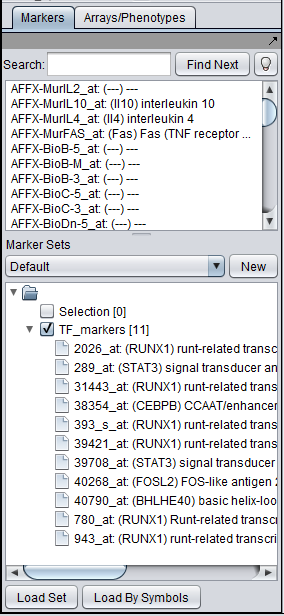 Markers Arrays/Phenotypes
Search: Find Next
AFFX-MurIL2_at: (---) ---
AFFX-MurIL10_at: (Il10) interleukin 10
AFFX-MurIL4_at: (Il4) interleukin 4
AFFX-MurFAS_at: (Fas) Fas (TNF receptor ...
AFFX-BioB-5_at: (---) ---
AFFX-BioB-M_at: (---) ---
AFFX-BioB-3_at: (---) ---
AFFX-BioC-5_at: (---) ---
AFFX-BioC-3_at: (---) ---
AFFX-BioDn-5_at: (---) ---
Marker Sets
Default New
Selection [0]
TF_markers [11]
2026_at: (RUNX1) runt-related transc
289_at: (STAT3) signal transducer an
31443_at: (RUNX1) runt-related trans
38354_at: (CEBPB) CCAAT/enhancer
393_s_at: (RUNX1) runt-related trans
39421_at: (RUNX1) runt-related trans
39708_at: (STAT3) signal transducer
40268_at: (FOSL2) FOS-like antigen 2
40790_at: (BHLHE40) basic helix-loo
780_at: (RUNX1) Runt-related transc
943_at: (RUNX1) runt-related transcri
Load Set Load By Symbols